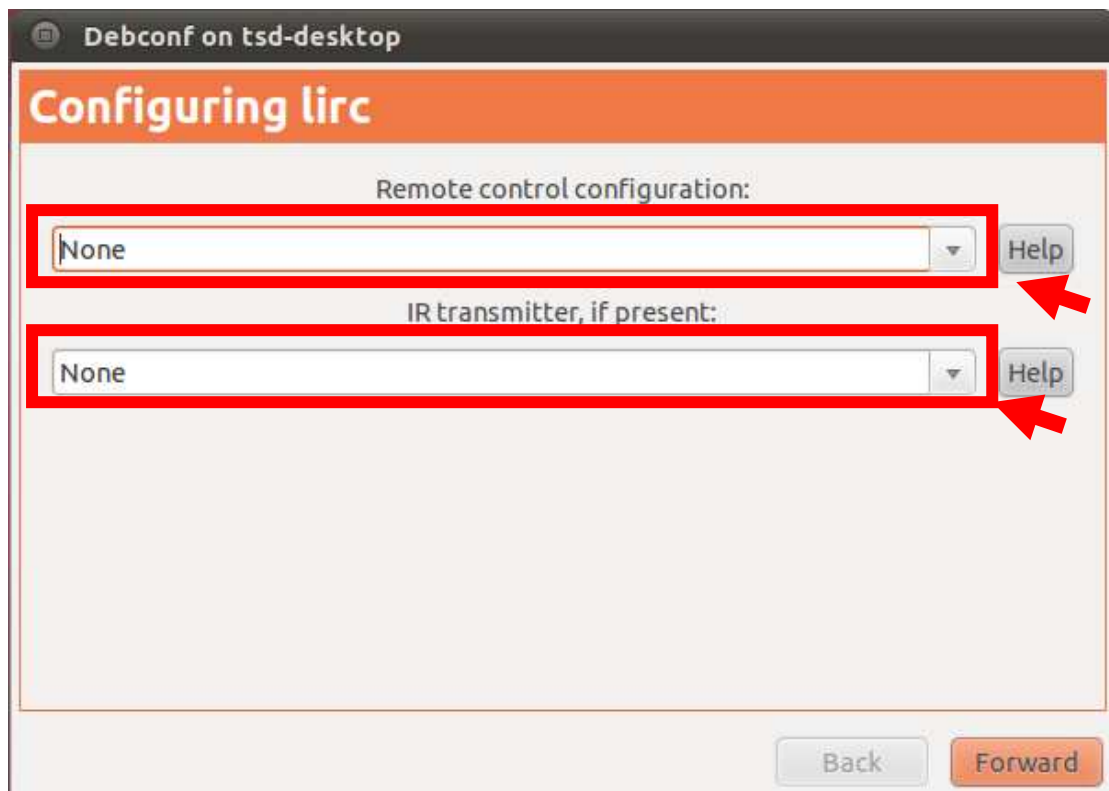 Debconf on tsd-desktop
Configuring lirc
Remote control configuration:
None
Help
IR transmitter, if present:
None
Help
Back
Forward